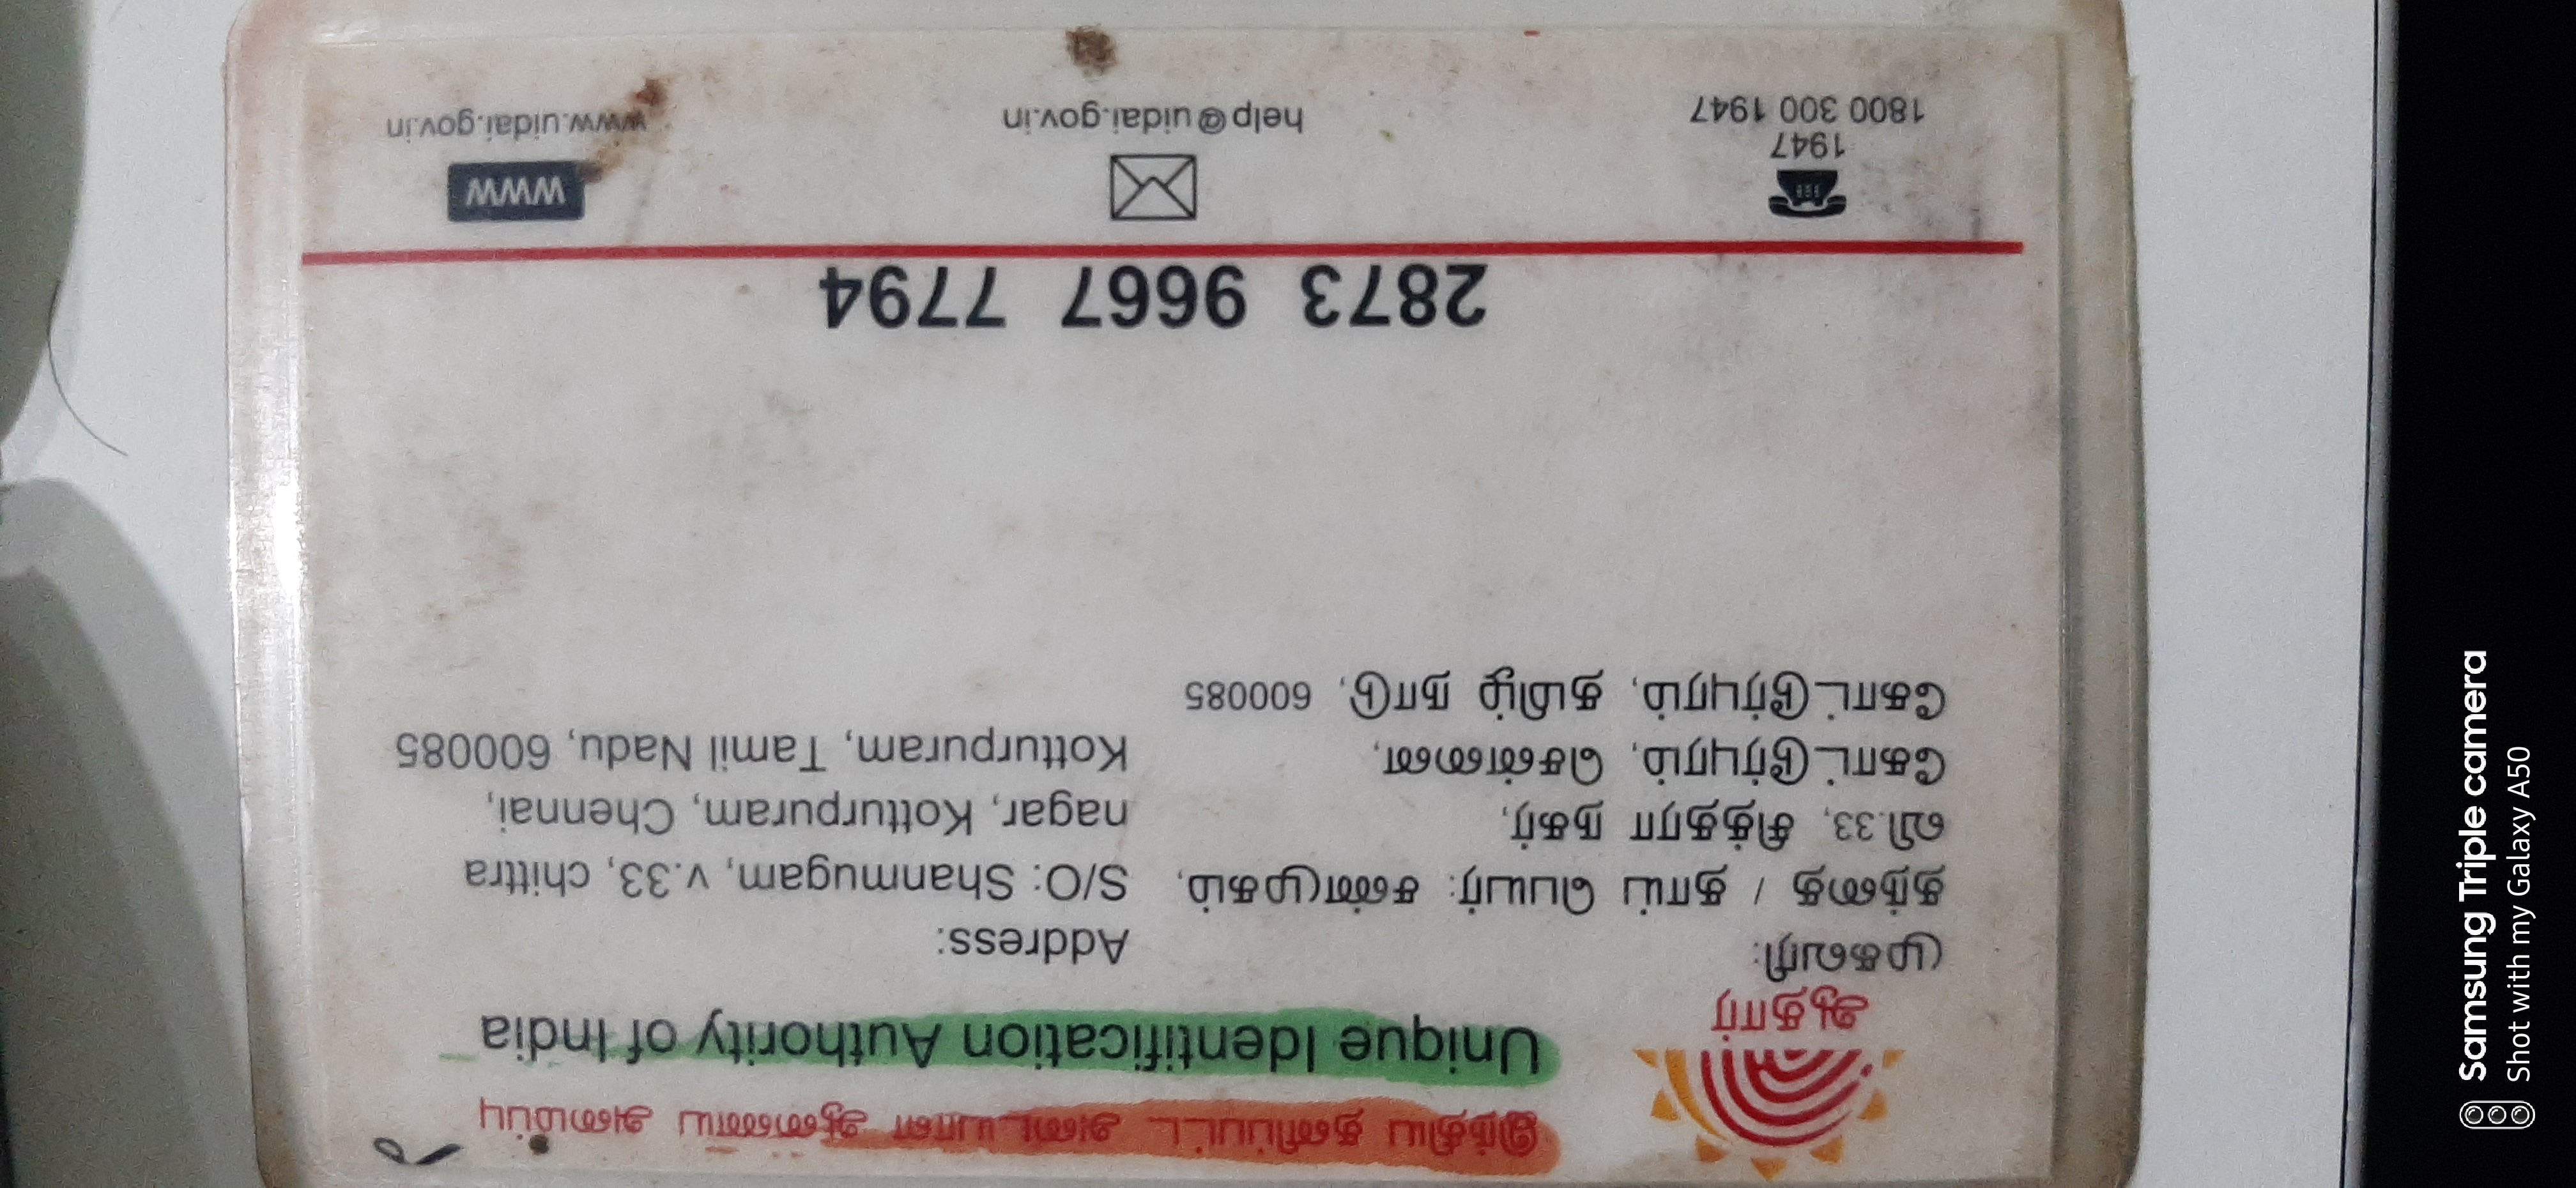 இந்திய தனிப்பட்ட அடையாள ஆணைய அமைப்பு
Unique Identification Authority of India
ஆதார்
முகவரி:
தந்தை / தாய் பெயர்: சண்முகம்,
வி.33, சித்தரா நகர்,
கோட்டுர்புரம், சென்னை,
கோட்டுர்புரம், தமிழ் நாடு, 600085
Address:
S/O: Shanmugam, v.33, chittra
nagar, Kotturpuram, Chennai,
Kotturpuram, Tamil Nadu, 600085
2873 9667 7794
1947
1800 300 1947
help@uidai.gov.in
WWW
www.uidai.gov.in
Samsung Triple camera
Shot with my Galaxy A50